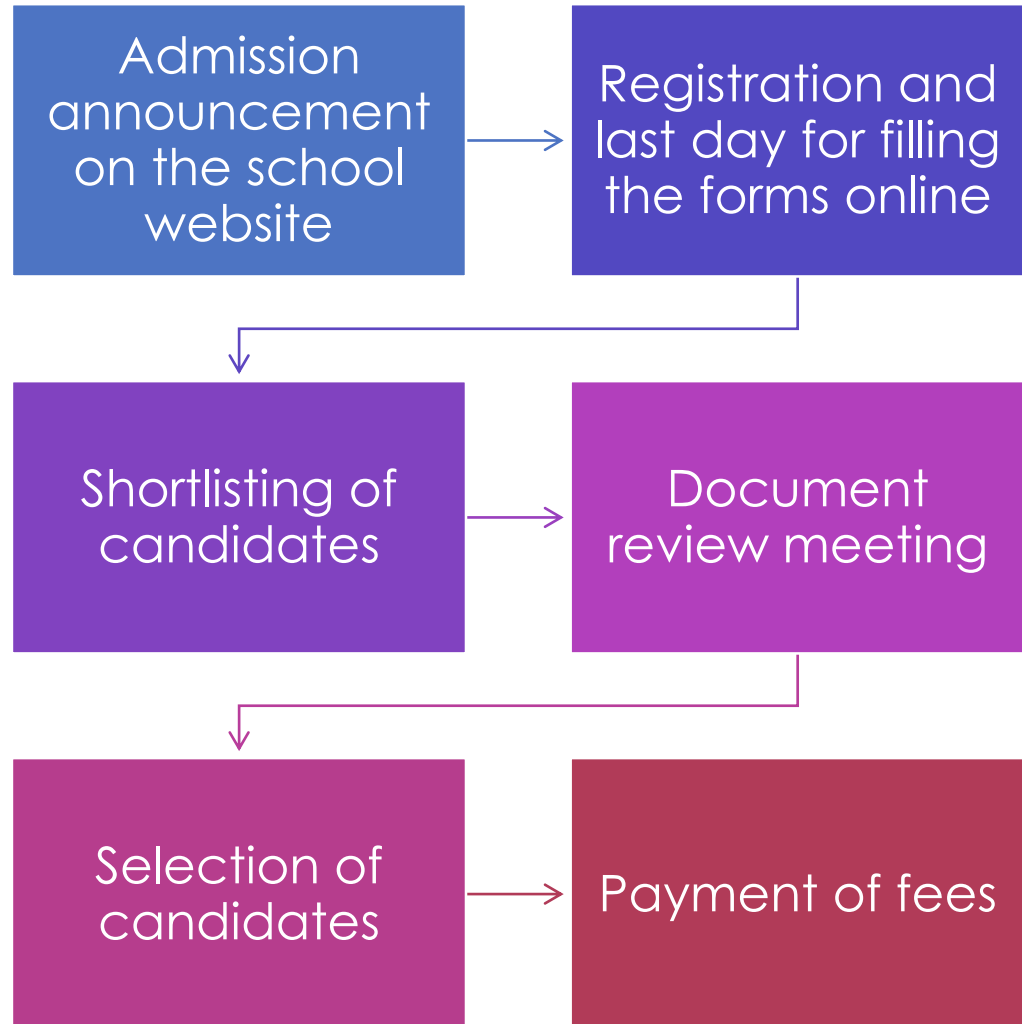 Admission
announcement
on the school
website
Registration and
last day for filling
the forms online
Shortlisting of
candidates
Document
review meeting
Selection of
candidates
Payment of fees